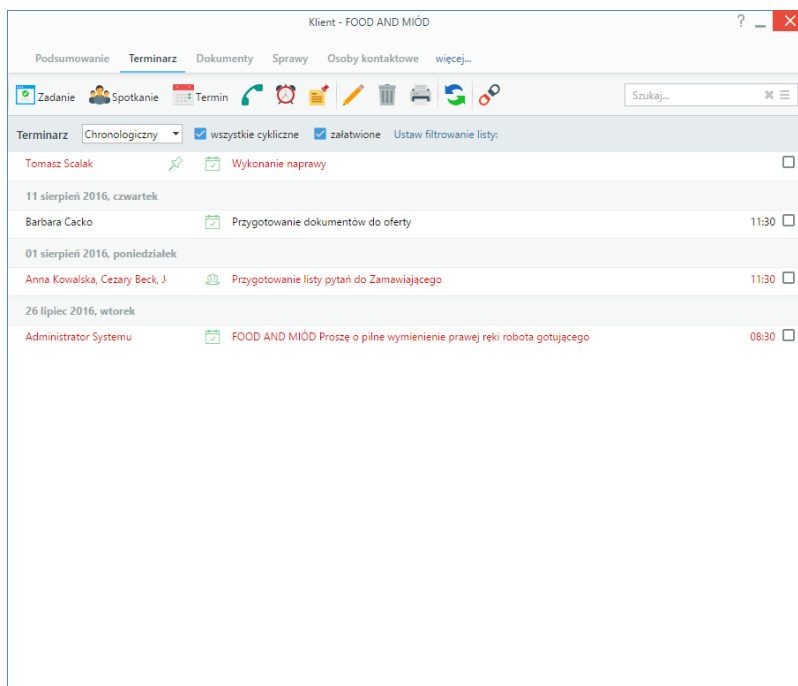 Klient - FOOD AND MIÓD
?
Podsumowanie Terminarz Dokumenty Sprawy Osoby kontaktowe więcej...
Zadanie Spotkanie Termin Szukaj...
Terminarz Chronologiczny wszystkie cykliczne załatwione Ustaw filtrowanie listy:
Tomasz Scalak Wykonanie naprawy
11 sierpień 2016, czwartek
Barbara Cacko Przygotowanie dokumentów do oferty 11:30
01 sierpień 2016, poniedziałek
Anna Kowalska, Cezary Beck, J Przygotowanie listy pytań do Zamawiającego 11:30
26 lipiec 2016, wtorek
Administrator Systemu FOOD AND MIÓD Proszę o pilne wymienienie prawej ręki robota gotującego 08:30